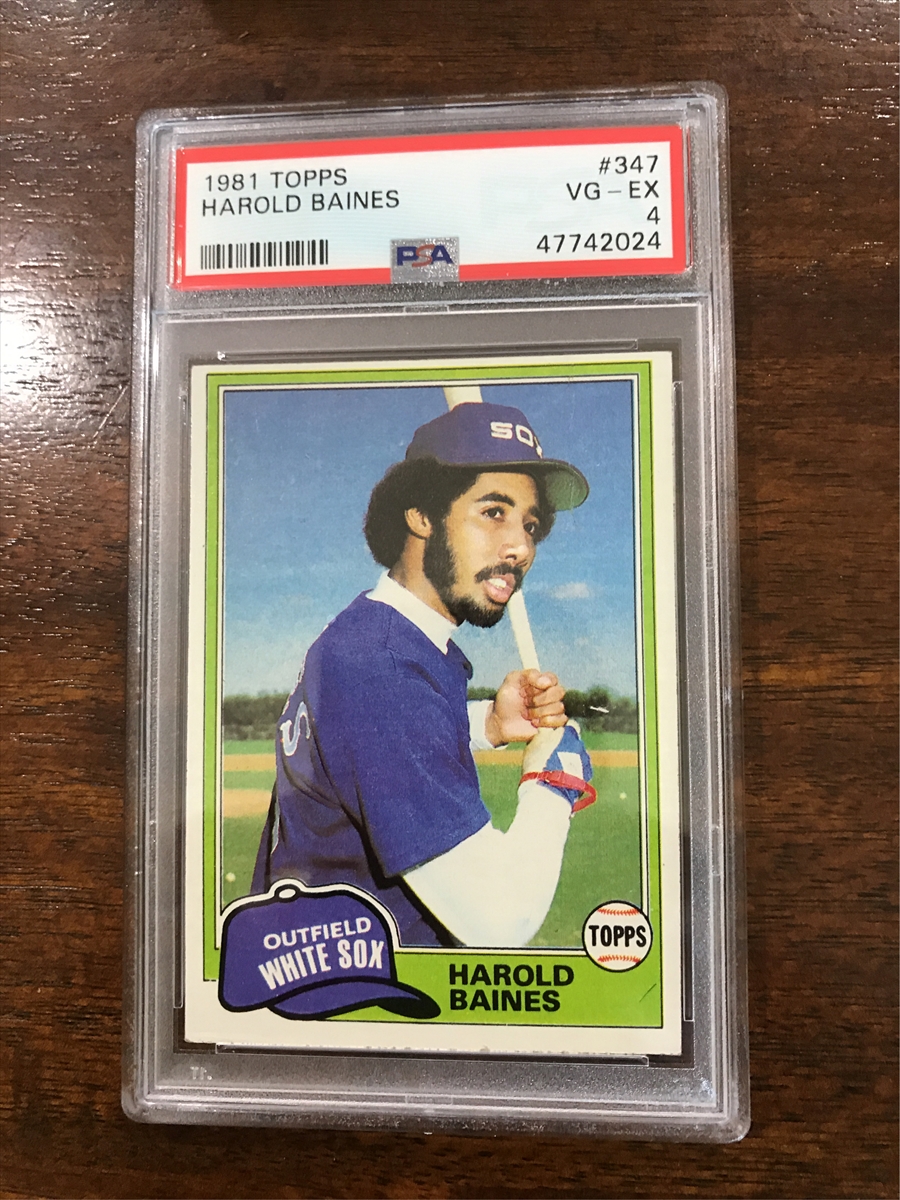 1981 TOPPS
HAROLD BAINES
#347
VG – EX
4
47742024
PSA
SOX
S
OUTFIELD
WHITE SOX
TOPPS
HAROLD
BAINES